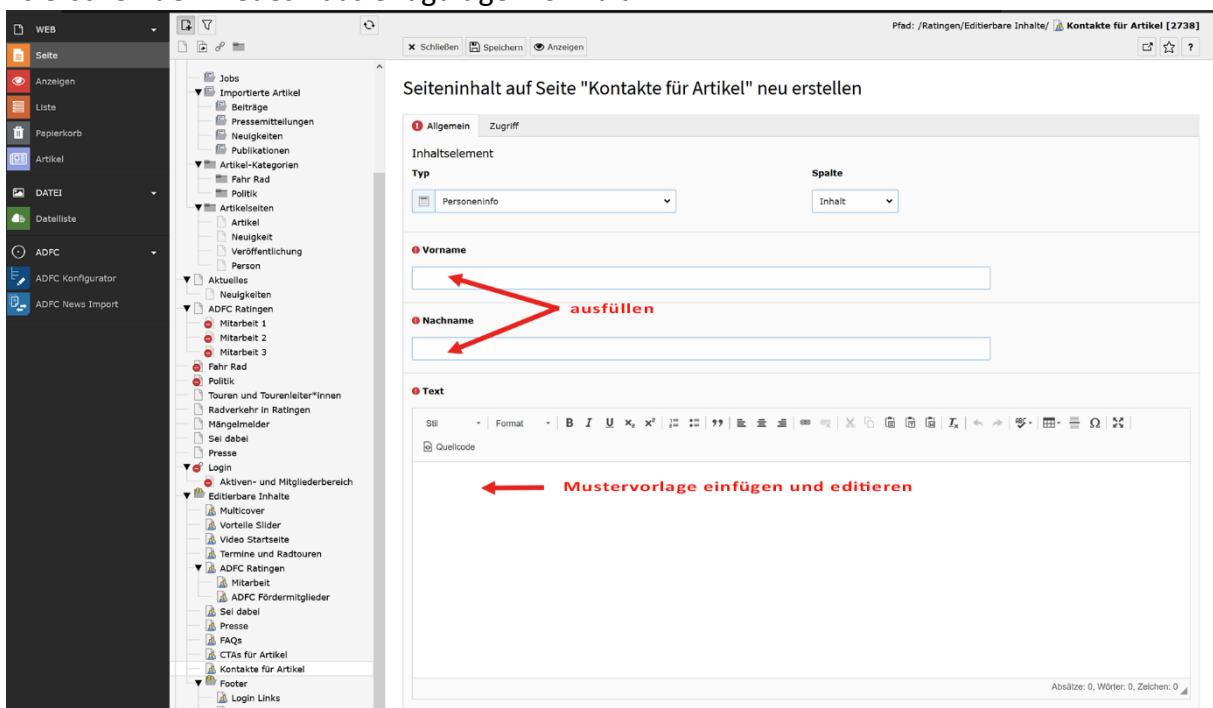 Pfad: /Ratingen/Editierbare Inhalte/ Kontakte für Artikel [2738]
WEB
Seite
Anzeigen
Liste
Papierkorb
Artikel
DATEI
Dateiliste
ADFC
ADFC Konfigurator
ADFC News Import
Jobs
Importierte Artikel
Beiträge
Pressemitteilungen
Neuigkeiten
Publikationen
Artikel-Kategorien
Fahr Rad
Politik
Artikelseiten
Artikel
Neuigkeit
Veröffentlichung
Person
Aktuelles
Neuigkeiten
ADFC Ratingen
Mitarbeit 1
Mitarbeit 2
Mitarbeit 3
Fahr Rad
Politik
Touren und Tourenleiter*innen
Radverkehr in Ratingen
Mängelmelder
Sei dabei
Presse
Login
Aktiven- und Mitgliederbereich
Editierbare Inhalte
Multicover
Vorteile Slider
Video Startseite
Termine und Radtouren
ADFC Ratingen
Mitarbeit
ADFC Fördermitglieder
Sei dabei
Presse
FAQs
CTAs für Artikel
Kontakte für Artikel
Footer
Login Links
Schließen Speichern Anzeigen
Seiteninhalt auf Seite "Kontakte für Artikel" neu erstellen
Allgemein Zugriff
Inhaltselement
Typ Spalte
Personeninfo Inhalt
Vorname
ausfüllen
Nachname
Text
Stil Format B I U x₂ x² Ω
Quellcode
Mustervorlage einfügen und editieren
Absätze: 0, Wörter: 0, Zeichen: 0